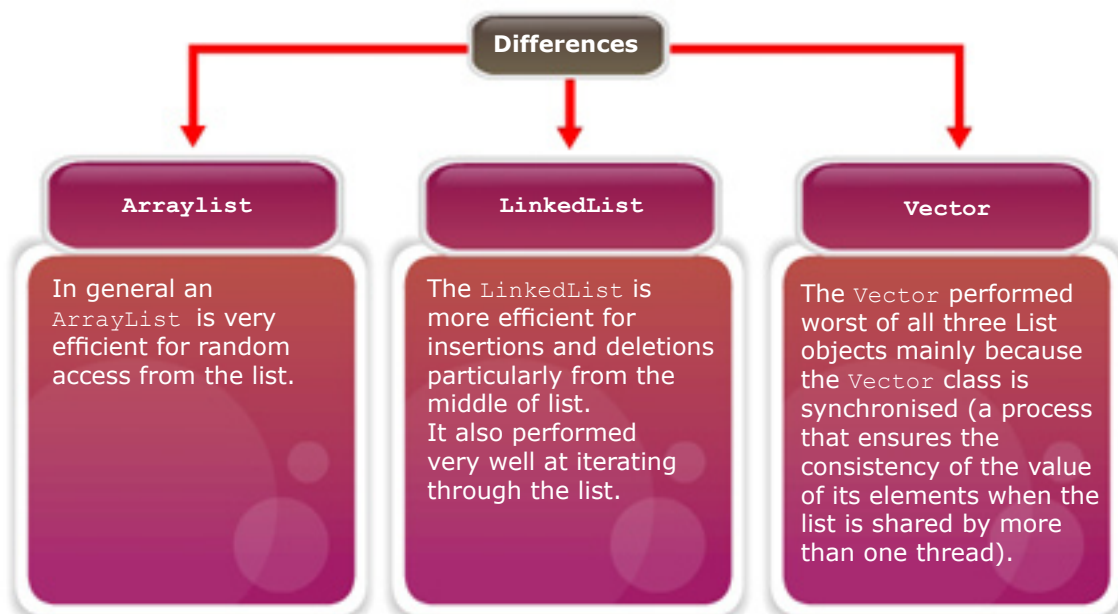 Differences
Arraylist
In general an
ArrayList is very
efficient for random
access from the list.
LinkedList
The LinkedList is
more efficient for
insertions and deletions
particularly from the
middle of list.
It also performed
very well at iterating
through the list.
Vector
The Vector performed
worst of all three List
objects mainly because
the Vector class is
synchronised (a process
that ensures the
consistency of the value
of its elements when the
list is shared by more
than one thread).